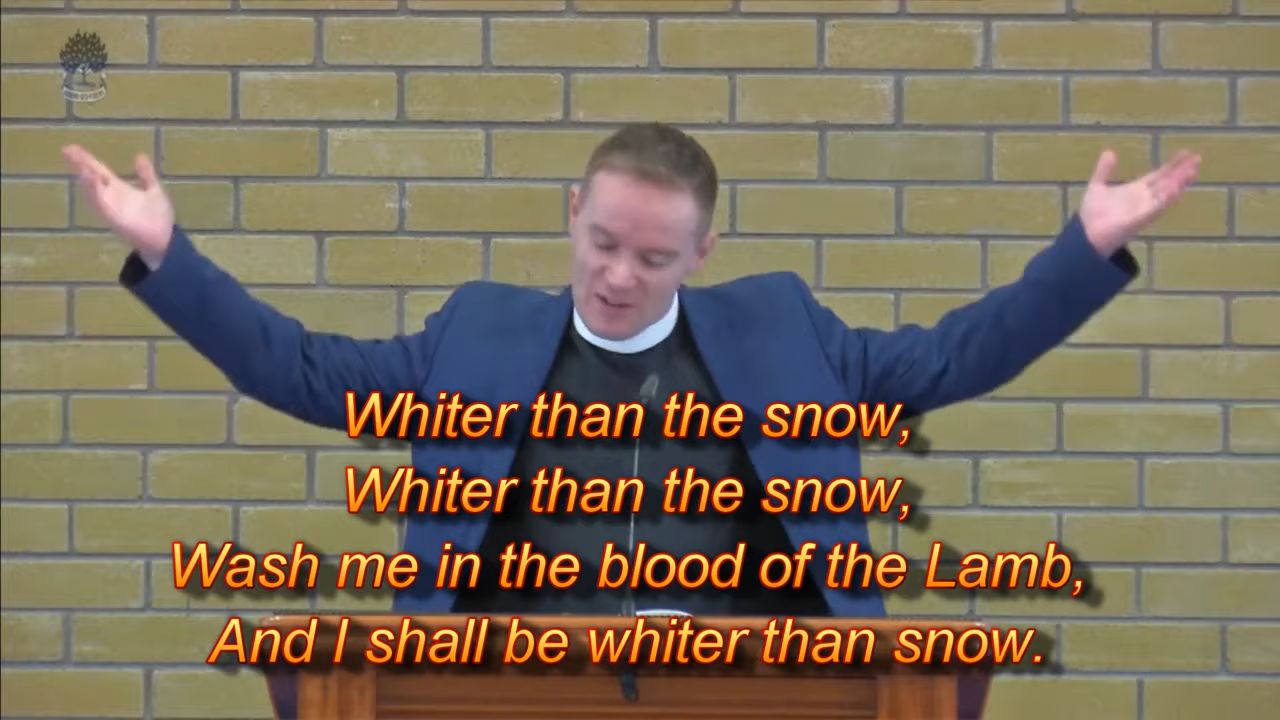 Whiter than the snow,
Whiter than the snow,
Wash me in the blood of the Lamb,
And I shall be whiter than snow.